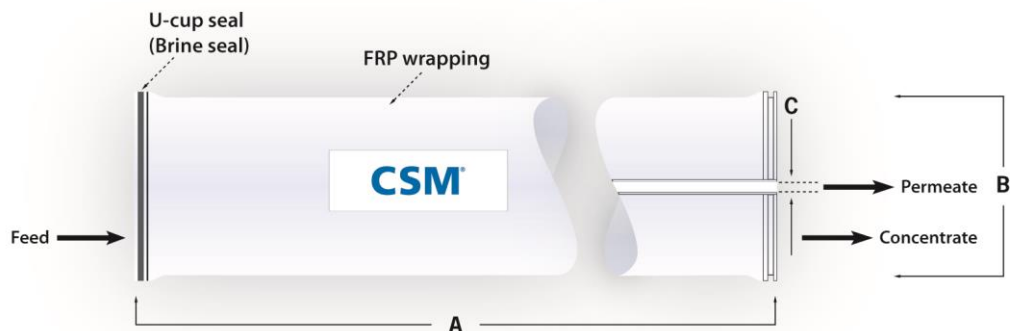 U-cup seal
(Brine seal)
FRP wrapping
C
CSM®
Permeate
B
Feed
Concentrate
A